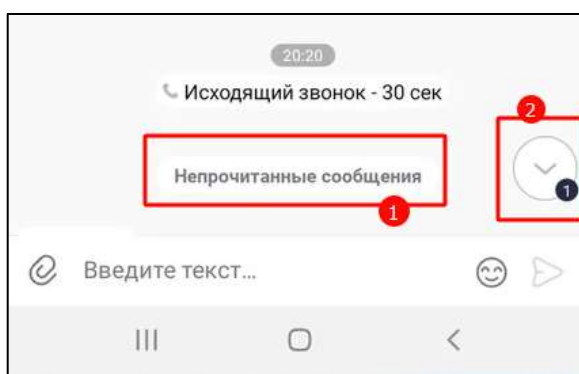 20:20
Исходящий звонок - 30 сек
2
Непрочитанные сообщения
1
1
Введите текст...